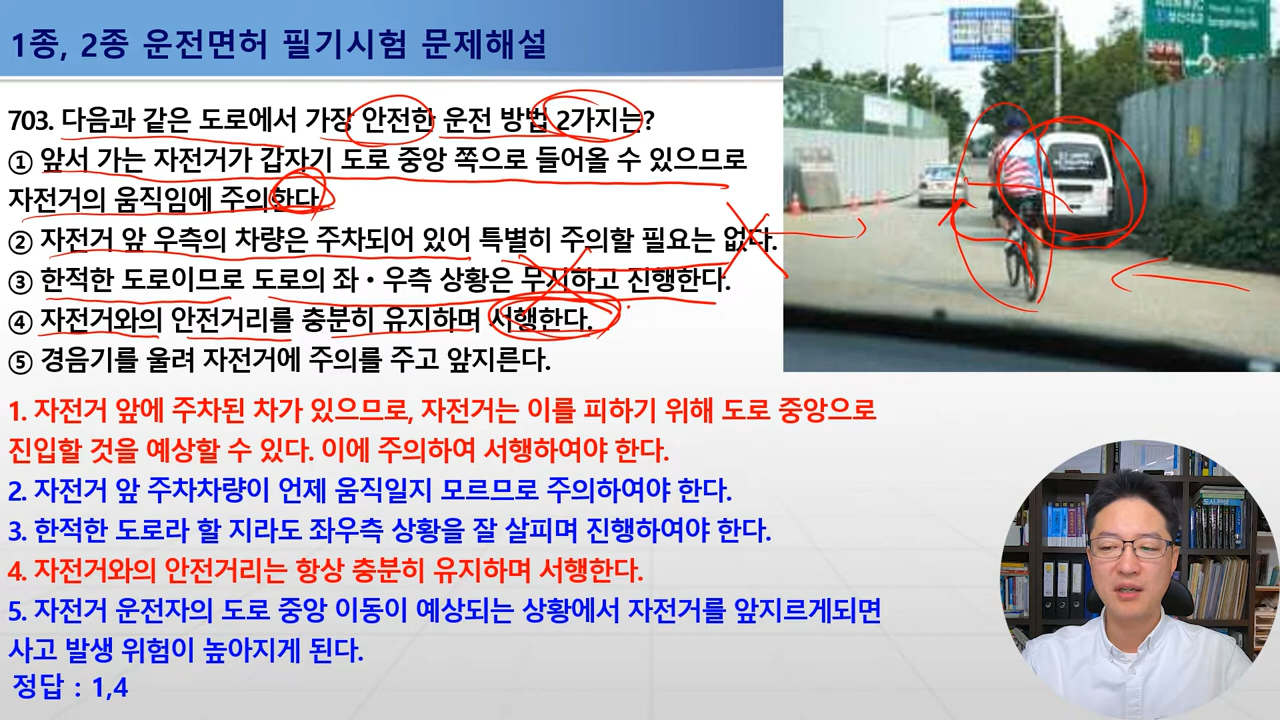 1종, 2종 운전면허 필기시험 문제해설
703. 다음과 같은 도로에서 가장 안전한 운전 방법 2가지는?
① 앞서 가는 자전거가 갑자기 도로 중앙 쪽으로 들어올 수 있으므로
자전거의 움직임에 주의한다.
② 자전거 앞 우측의 차량은 주차되어 있어 특별히 주의할 필요는 없다.
③ 한적한 도로이므로 도로의 좌·우측 상황은 무시하고 진행한다.
④ 자전거와의 안전거리를 충분히 유지하며 서행한다.
⑤ 경음기를 울려 자전거에 주의를 주고 앞지른다.
1. 자전거 앞에 주차된 차가 있으므로, 자전거는 이를 피하기 위해 도로 중앙으로
진입할 것을 예상할 수 있다. 이에 주의하여 서행하여야 한다.
2. 자전거 앞 주차차량이 언제 움직일지 모르므로 주의하여야 한다.
3. 한적한 도로라 할 지라도 좌우측 상황을 잘 살피며 진행하여야 한다.
4. 자전거와의 안전거리는 항상 충분히 유지하며 서행한다.
5. 자전거 운전자의 도로 중앙 이동이 예상되는 상황에서 자전거를 앞지르게되면
사고 발생 위험이 높아지게 된다.
정답 : 1,4